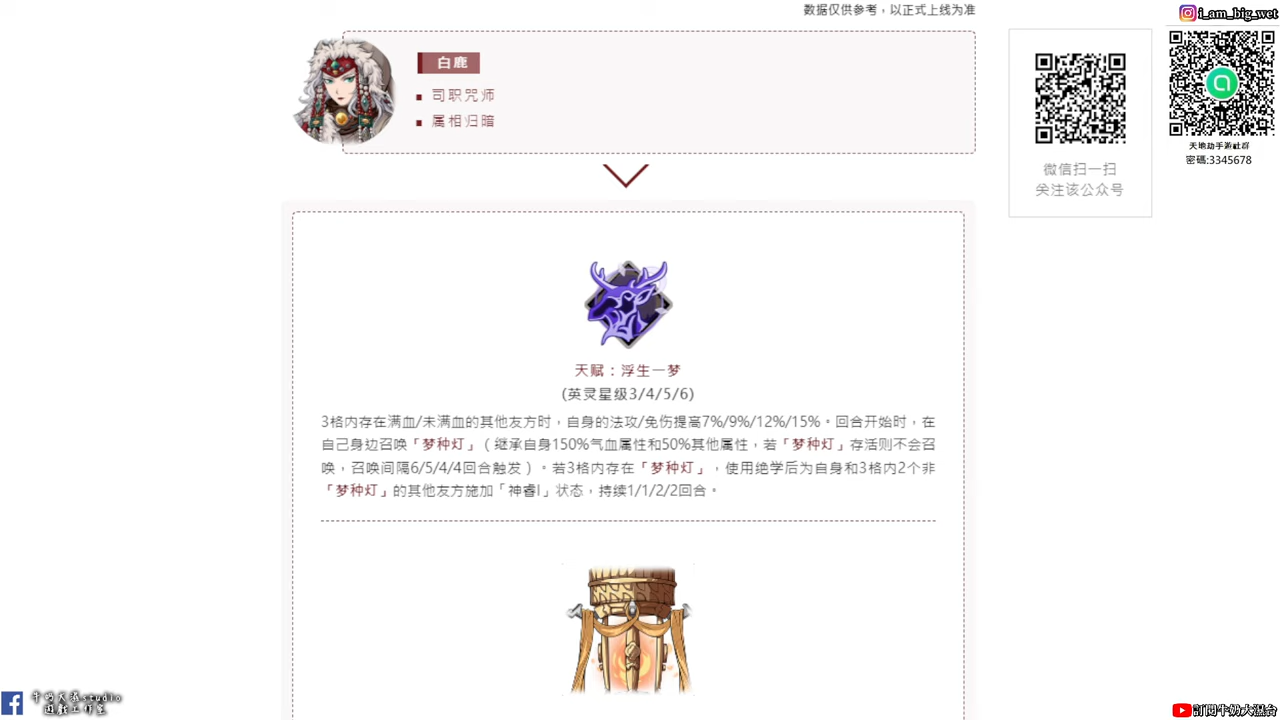 数据仅供参考，以正式上线为准
i_am_big_wet
白鹿
司职咒师
属相归暗
天地劫手游社群
密碼:3345678
微信扫一扫
关注该公众号
天赋：浮生一梦
(英灵星级3/4/5/6)
3格内存在满血/未满血的其他友方时，自身的法攻/免伤提高7%/9%/12%/15%。回合开始时，在
自己身边召唤「梦种灯」（继承自身150%气血属性和50%其他属性，若「梦种灯」存活则不会召
唤，召唤间隔6/5/4/4回合触发）。若3格内存在「梦种灯」，使用绝学后为自身和3格内2个非
「梦种灯」的其他友方施加「神睿I」状态，持续1/1/2/2回合。
牛奶大濕studio
遊戲工作室
訂閱牛奶大混台